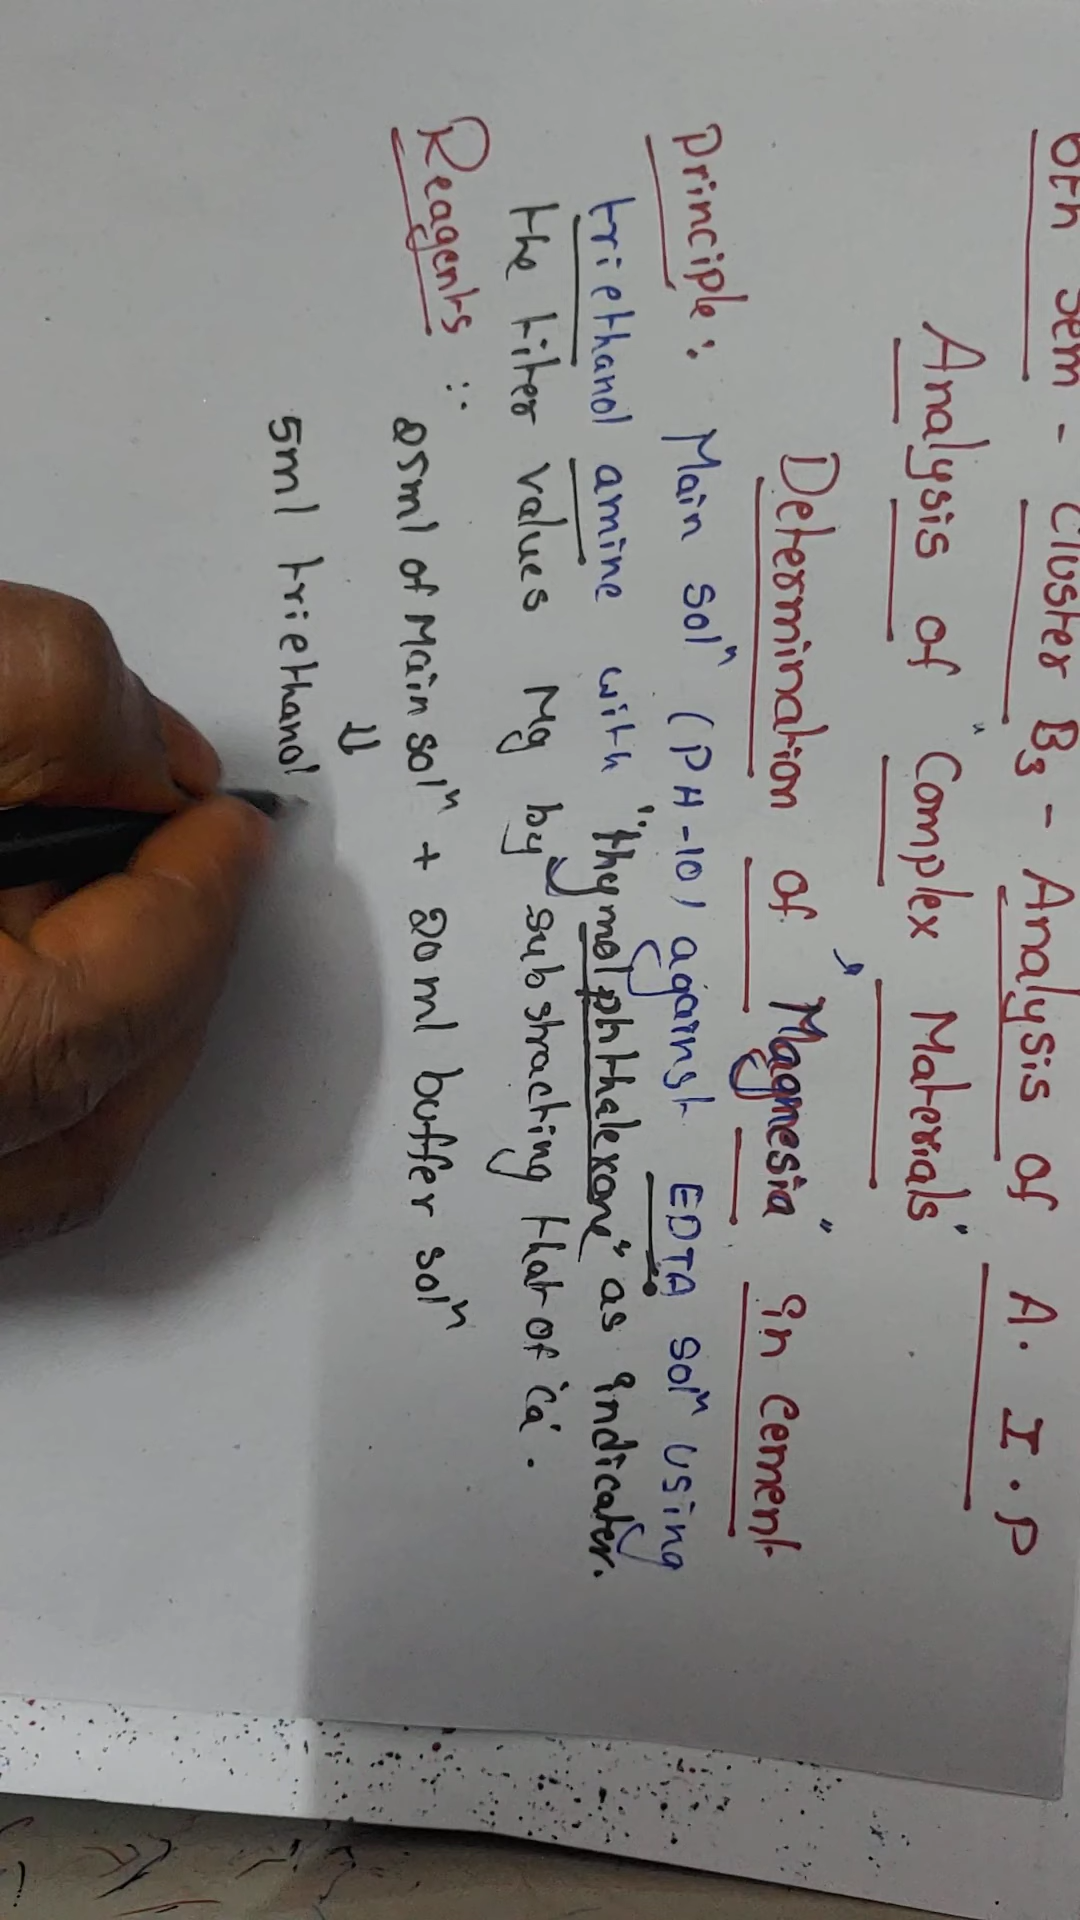 6th Sem - Cluster B3 - Analysis of A. I. P
Analysis of "Complex Materials"
Determination of "Magnesia" in cement
Principle: Main solⁿ (PH-10) against EDTA solⁿ using
triethanol amine with "thymolphthalexone" as indicater.
the titer values Mg by substracting that of 'Ca'.
Reagents :
25ml of Main solⁿ + 20ml buffer solⁿ
⇓
5ml triethanol